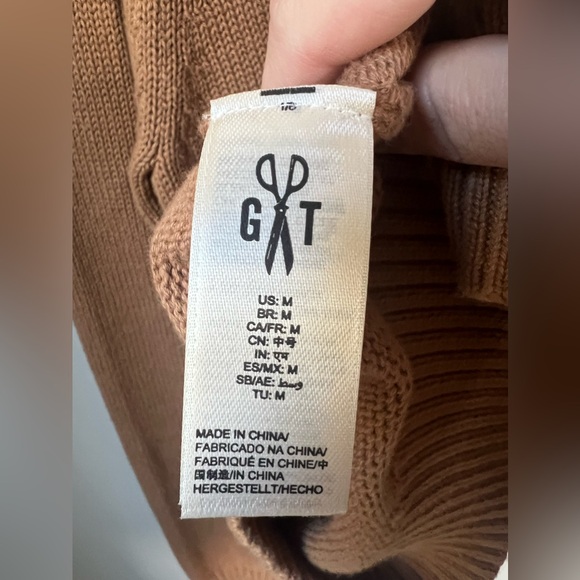 G T
US: M
BR: M
CA/FR: M
CN: 中号
IN: एम
ES/MX: M
SB/AE: وسط
TU: M
MADE IN CHINA/
FABRICADO NA CHINA/
FABRIQUÉ EN CHINE/中
国制造/IN CHINA
HERGESTELLT/HECHO